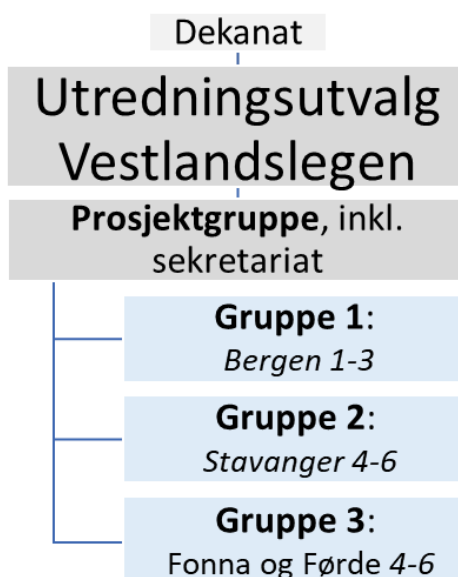 Dekanat
Utredningsutvalg
Vestlandslegen
Prosjektgruppe, inkl.
sekretariat
Gruppe 1:
Bergen 1-3
Gruppe 2:
Stavanger 4-6
Gruppe 3:
Fonna og Førde 4-6